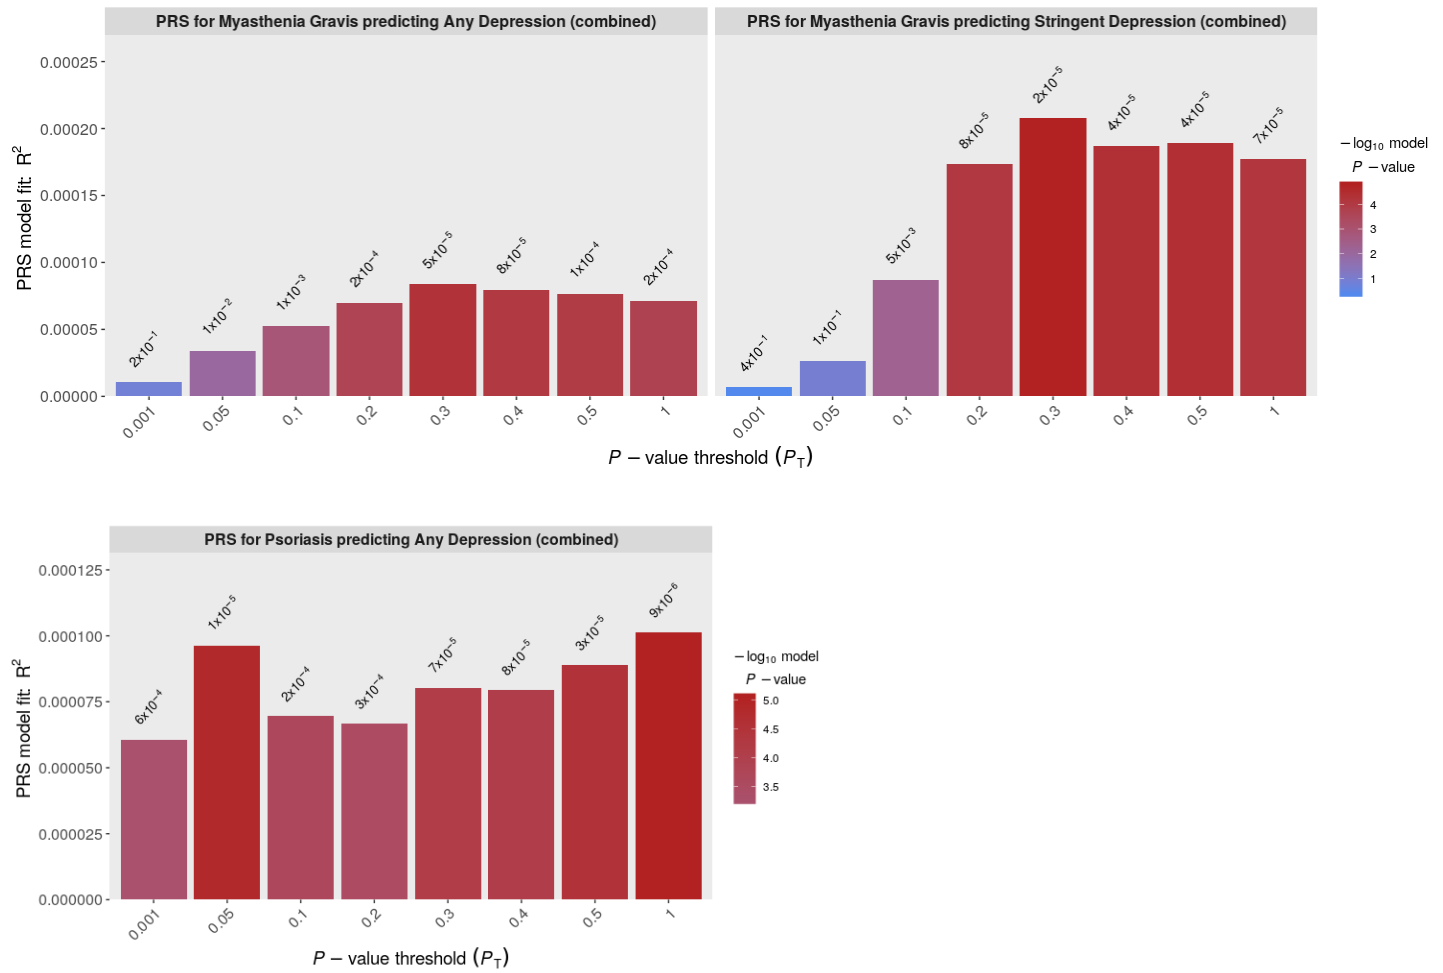 PRS for Myasthenia Gravis predicting Any Depression (combined)
PRS for Myasthenia Gravis predicting Stringent Depression (combined)
PRS model fit:  R²
0.00025
0.00020
0.00015
0.00010
0.00005
0.00000
2x10⁻¹
1x10⁻²
1x10⁻³
2x10⁻⁴
5x10⁻⁵
8x10⁻⁵
1x10⁻⁴
2x10⁻⁴
4x10⁻¹
1x10⁻¹
5x10⁻³
8x10⁻⁵
2x10⁻⁵
4x10⁻⁵
4x10⁻⁵
7x10⁻⁵
0.001
0.05
0.1
0.2
0.3
0.4
0.5
1
0.001
0.05
0.1
0.2
0.3
0.4
0.5
1
P − value threshold (P_T)
− log₁₀ model
P − value
4
3
2
1
PRS for Psoriasis predicting Any Depression (combined)
PRS model fit:  R²
0.000125
0.000100
0.000075
0.000050
0.000025
0.000000
6x10⁻⁴
1x10⁻⁵
2x10⁻⁴
3x10⁻⁴
7x10⁻⁵
8x10⁻⁵
3x10⁻⁵
9x10⁻⁶
0.001
0.05
0.1
0.2
0.3
0.4
0.5
1
P − value threshold (P_T)
− log₁₀ model
P − value
5.0
4.5
4.0
3.5